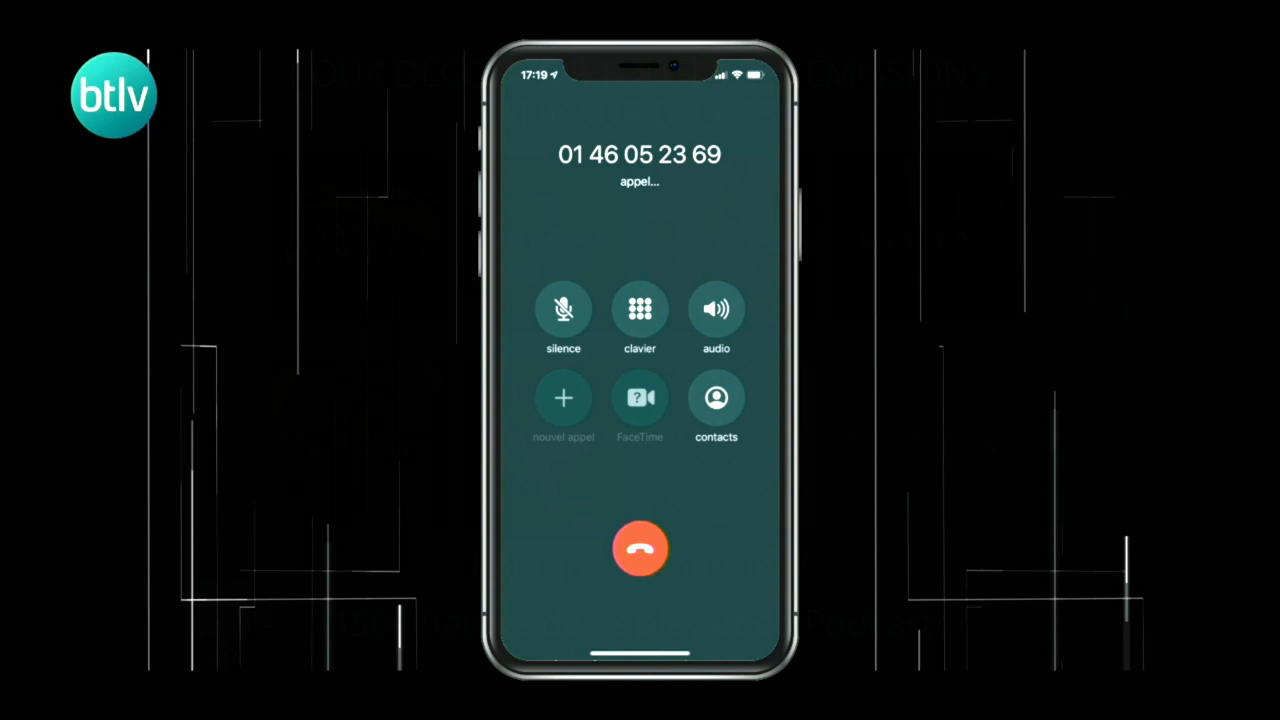 btlv
17:19
01 46 05 23 69
appel...
silence
clavier
audio
nouvel appel
FaceTime
contacts